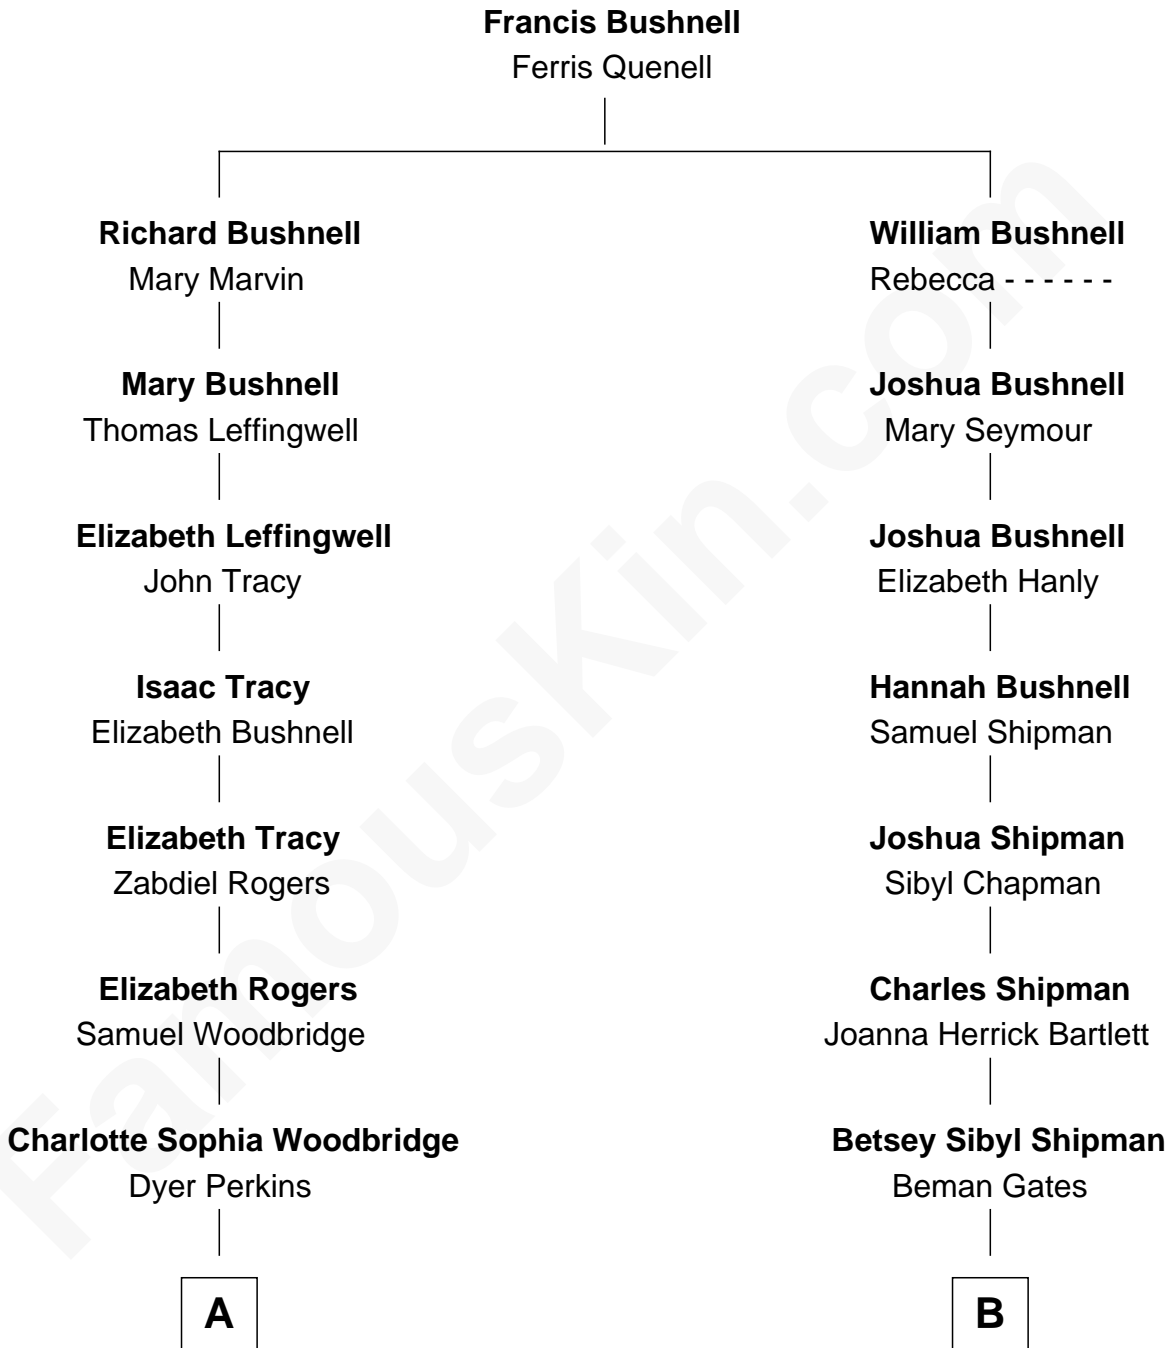 Francis Bushnell
Ferris Quenell
Richard Bushnell
Mary Marvin
Mary Bushnell
Thomas Leffingwell
Elizabeth Leffingwell
John Tracy
Isaac Tracy
Elizabeth Bushnell
Elizabeth Tracy
Zabdiel Rogers
Elizabeth Rogers
Samuel Woodbridge
Charlotte Sophia Woodbridge
Dyer Perkins
A
William Bushnell
Rebecca - - - - - -
Joshua Bushnell
Mary Seymour
Joshua Bushnell
Elizabeth Hanly
Hannah Bushnell
Samuel Shipman
Joshua Shipman
Sibyl Chapman
Charles Shipman
Joanna Herrick Bartlett
Betsey Sibyl Shipman
Beman Gates
B
FamousKin.com